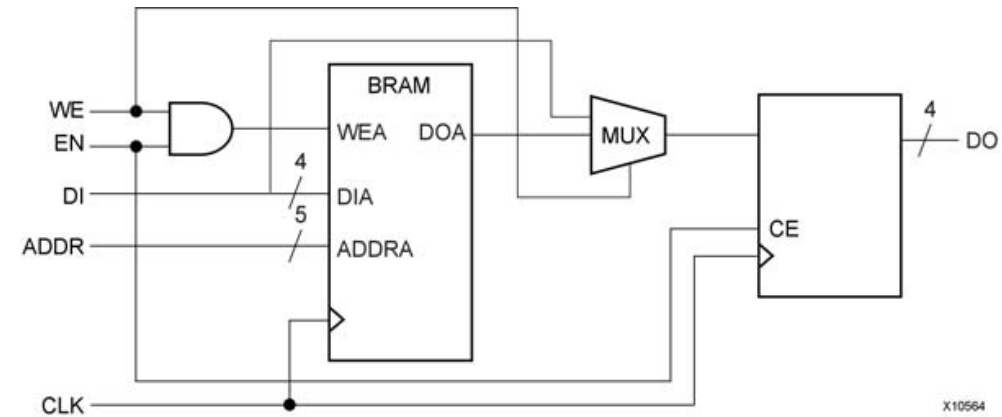 BRAM
WE
EN
WEA
DOA
MUX
4
DO
4
DI
DIA
5
ADDR
ADDRA
CE
CLK
X10564